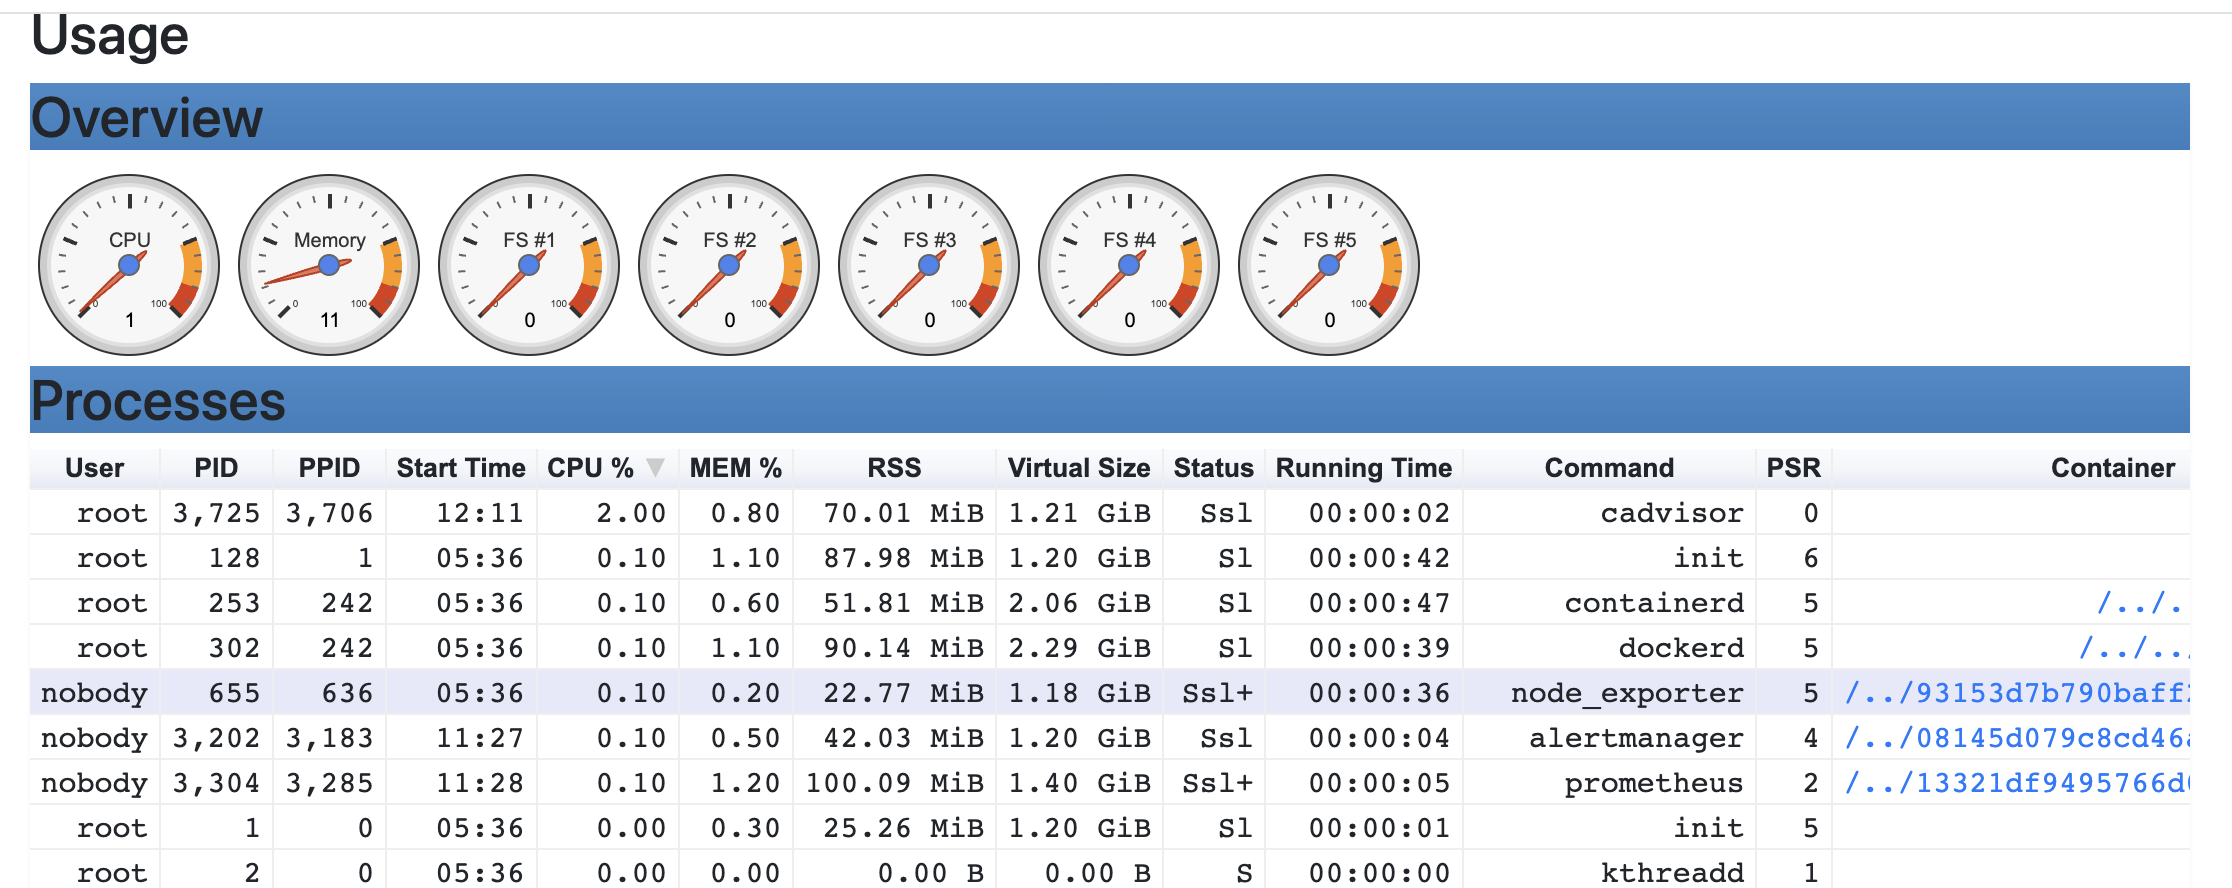 Usage
Overview
CPU Memory FS #1 FS #2 FS #3 FS #4 FS #5
0 100 0 100 100 100 100 100 100
1 11 0 0 0 0 0
Processes
User PID PPID Start Time CPU % ▼ MEM % RSS Virtual Size Status Running Time Command PSR Container
root 3,725 3,706 12:11 2.00 0.80 70.01 MiB 1.21 GiB Ssl 00:00:02 cadvisor 0
root 128 1 05:36 0.10 1.10 87.98 MiB 1.20 GiB Sl 00:00:42 init 6
root 253 242 05:36 0.10 0.60 51.81 MiB 2.06 GiB Sl 00:00:47 containerd 5 /../.
root 302 242 05:36 0.10 1.10 90.14 MiB 2.29 GiB Sl 00:00:39 dockerd 5 /../..
nobody 655 636 05:36 0.10 0.20 22.77 MiB 1.18 GiB Ssl+ 00:00:36 node_exporter 5 /../93153d7b790baff
nobody 3,202 3,183 11:27 0.10 0.50 42.03 MiB 1.20 GiB Ssl 00:00:04 alertmanager 4 /../08145d079c8cd46
nobody 3,304 3,285 11:28 0.10 1.20 100.09 MiB 1.40 GiB Ssl+ 00:00:05 prometheus 2 /../13321df9495766d
root 1 0 05:36 0.00 0.30 25.26 MiB 1.20 GiB Sl 00:00:01 init 5
root 2 0 05:36 0.00 0.00 0.00 B 0.00 B S 00:00:00 kthreadd 1